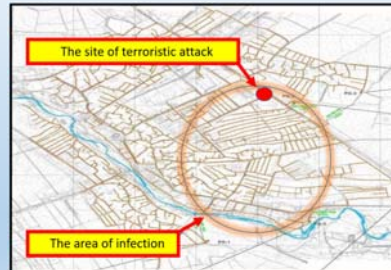 The site of terroristic attack
The area of infection